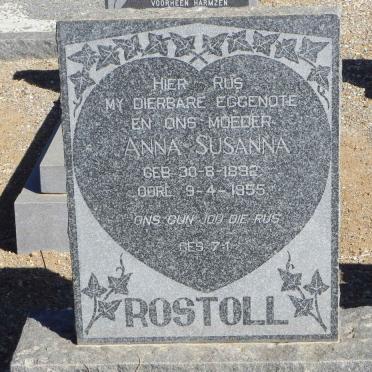 VOORHEEN HARMZEN
HIER RUS
MY DIERBARE EGGENOTE
EN ONS MOEDER
ANNA SUSANNA
GEB. 30-8-1892
OORL. 9-4-1955
ONS GUN JOU DIE RUS
GES. 7:1
ROSTOLL